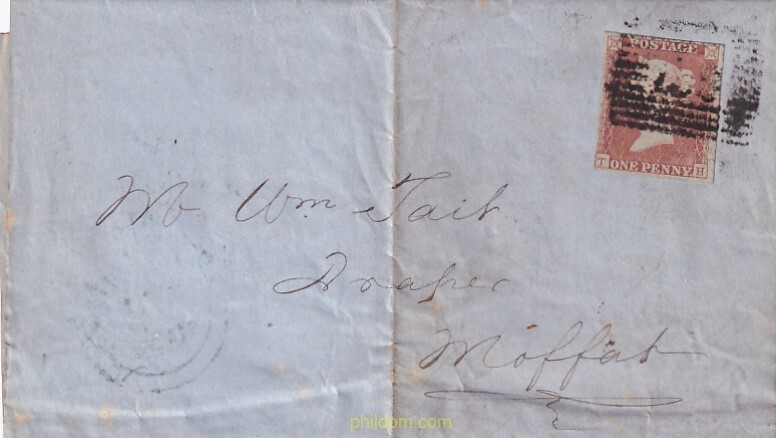 POSTAGE
T ONE PENNY H
Mr Wm Tait
Draper
Moffat
phildom.com